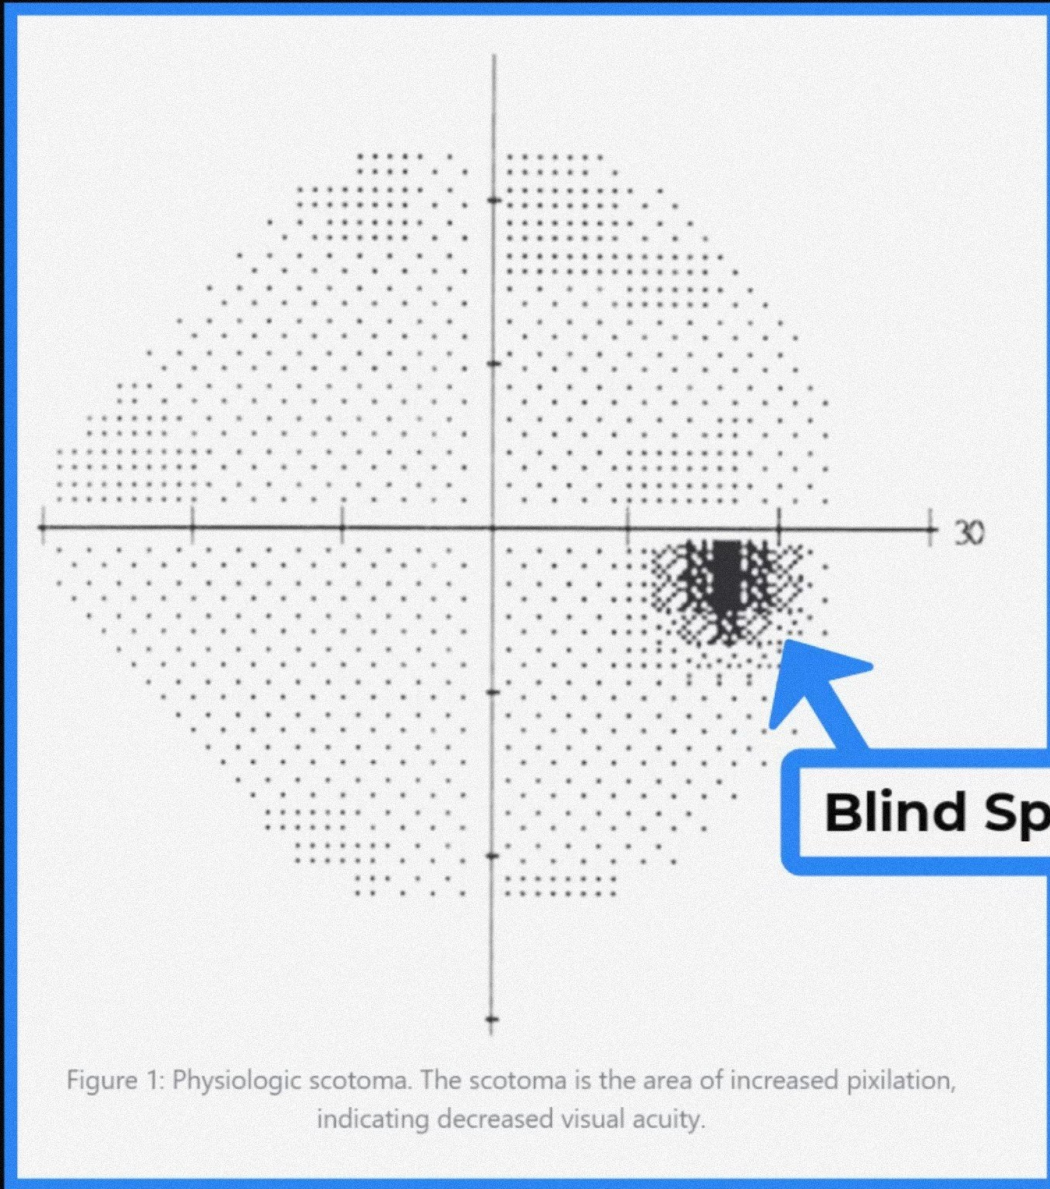 30
Blind Sp
Figure 1: Physiologic scotoma. The scotoma is the area of increased pixilation,
indicating decreased visual acuity.